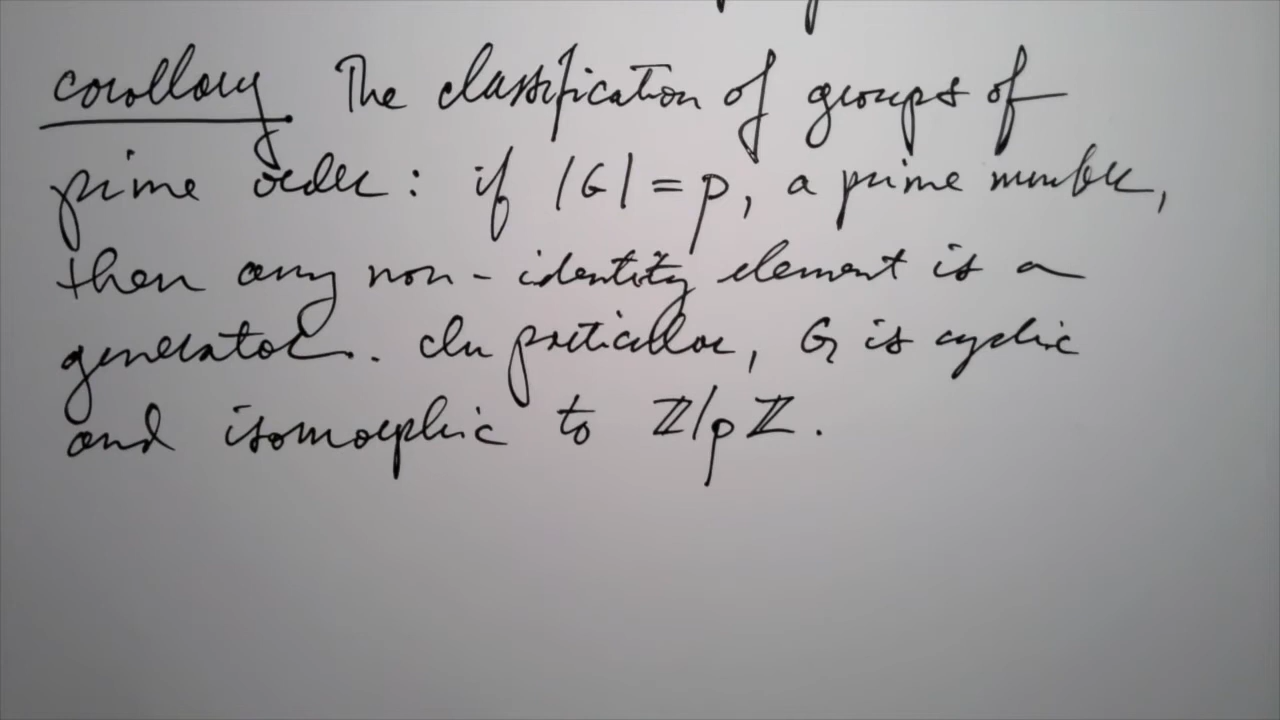 corollary The classification of groups of
prime order: if |G| = p, a prime number,
then any non-identity element is a
generator. In particular, G is cyclic
and isomorphic to ℤ/pℤ.